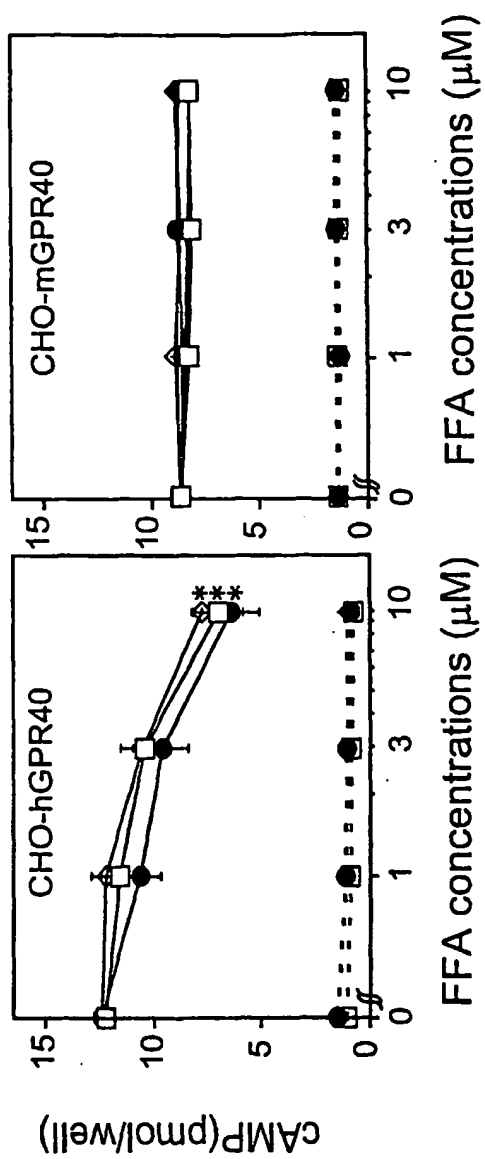 cAMP(pmol/well)
CHO-hGPR40
15
10
5
0
***
0 1 3 10
FFA concentrations (μM)
CHO-mGPR40
15
10
5
0
0 1 3 10
FFA concentrations (μM)